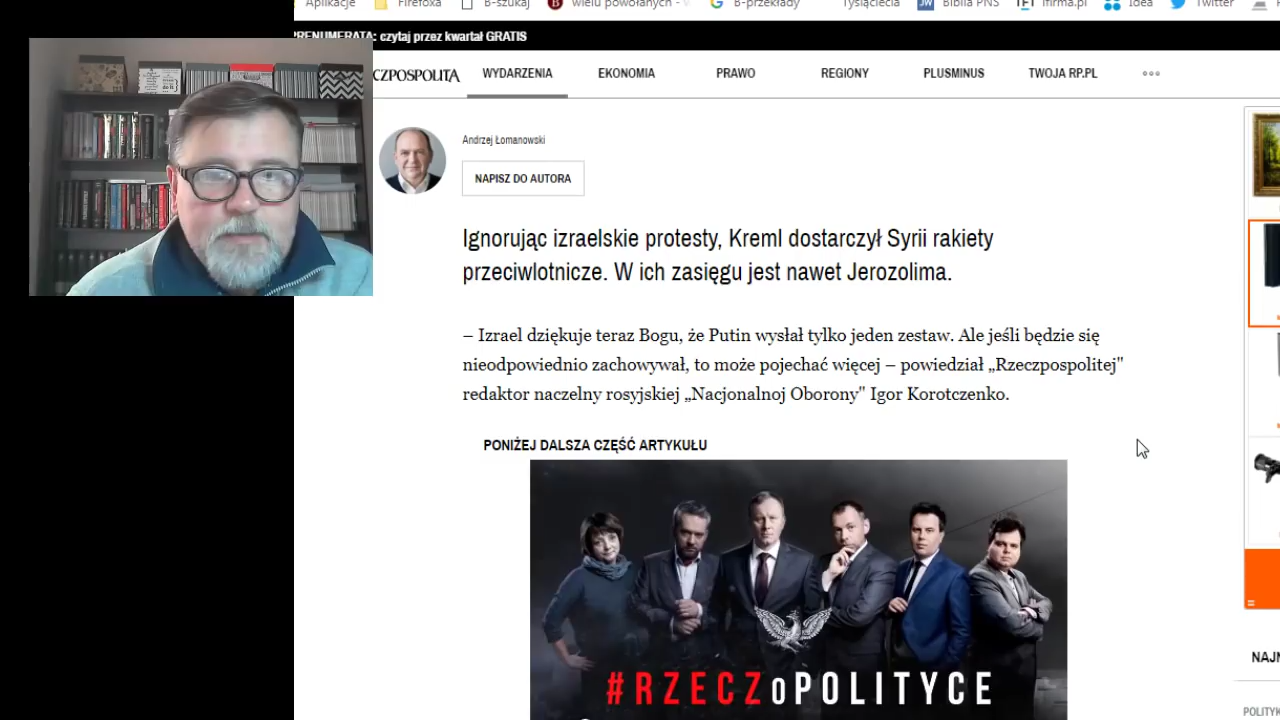 Aplikacje Firefoxa B-szukaj wielu powołanych - B-przekłady Tysiąclecia Biblia PNS ifirma.pl Idea Twitter
PRENUMERATA: czytaj przez kwartał GRATIS
CZPOSPOLITA WYDARZENIA EKONOMIA PRAWO REGIONY PLUSMINUS TWOJA RP.PL
Andrzej Łomanowski
NAPISZ DO AUTORA
Ignorując izraelskie protesty, Kreml dostarczył Syrii rakiety
przeciwlotnicze. W ich zasięgu jest nawet Jerozolima.
– Izrael dziękuje teraz Bogu, że Putin wysłał tylko jeden zestaw. Ale jeśli będzie się
nieodpowiednio zachowywał, to może pojechać więcej – powiedział „Rzeczpospolitej"
redaktor naczelny rosyjskiej „Nacjonalnoj Oborony" Igor Korotczenko.
PONIŻEJ DALSZA CZĘŚĆ ARTYKUŁU
#RZECZoPOLITYCE
NAJN
POLITYK